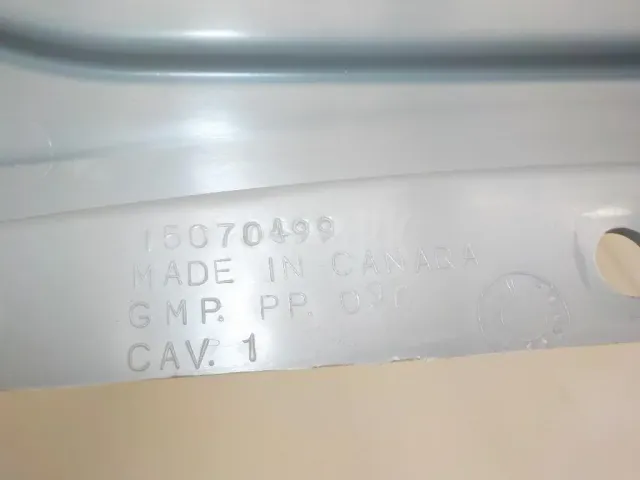 15070499
MADE IN CANADA
GMP. PP.
CAV. 1